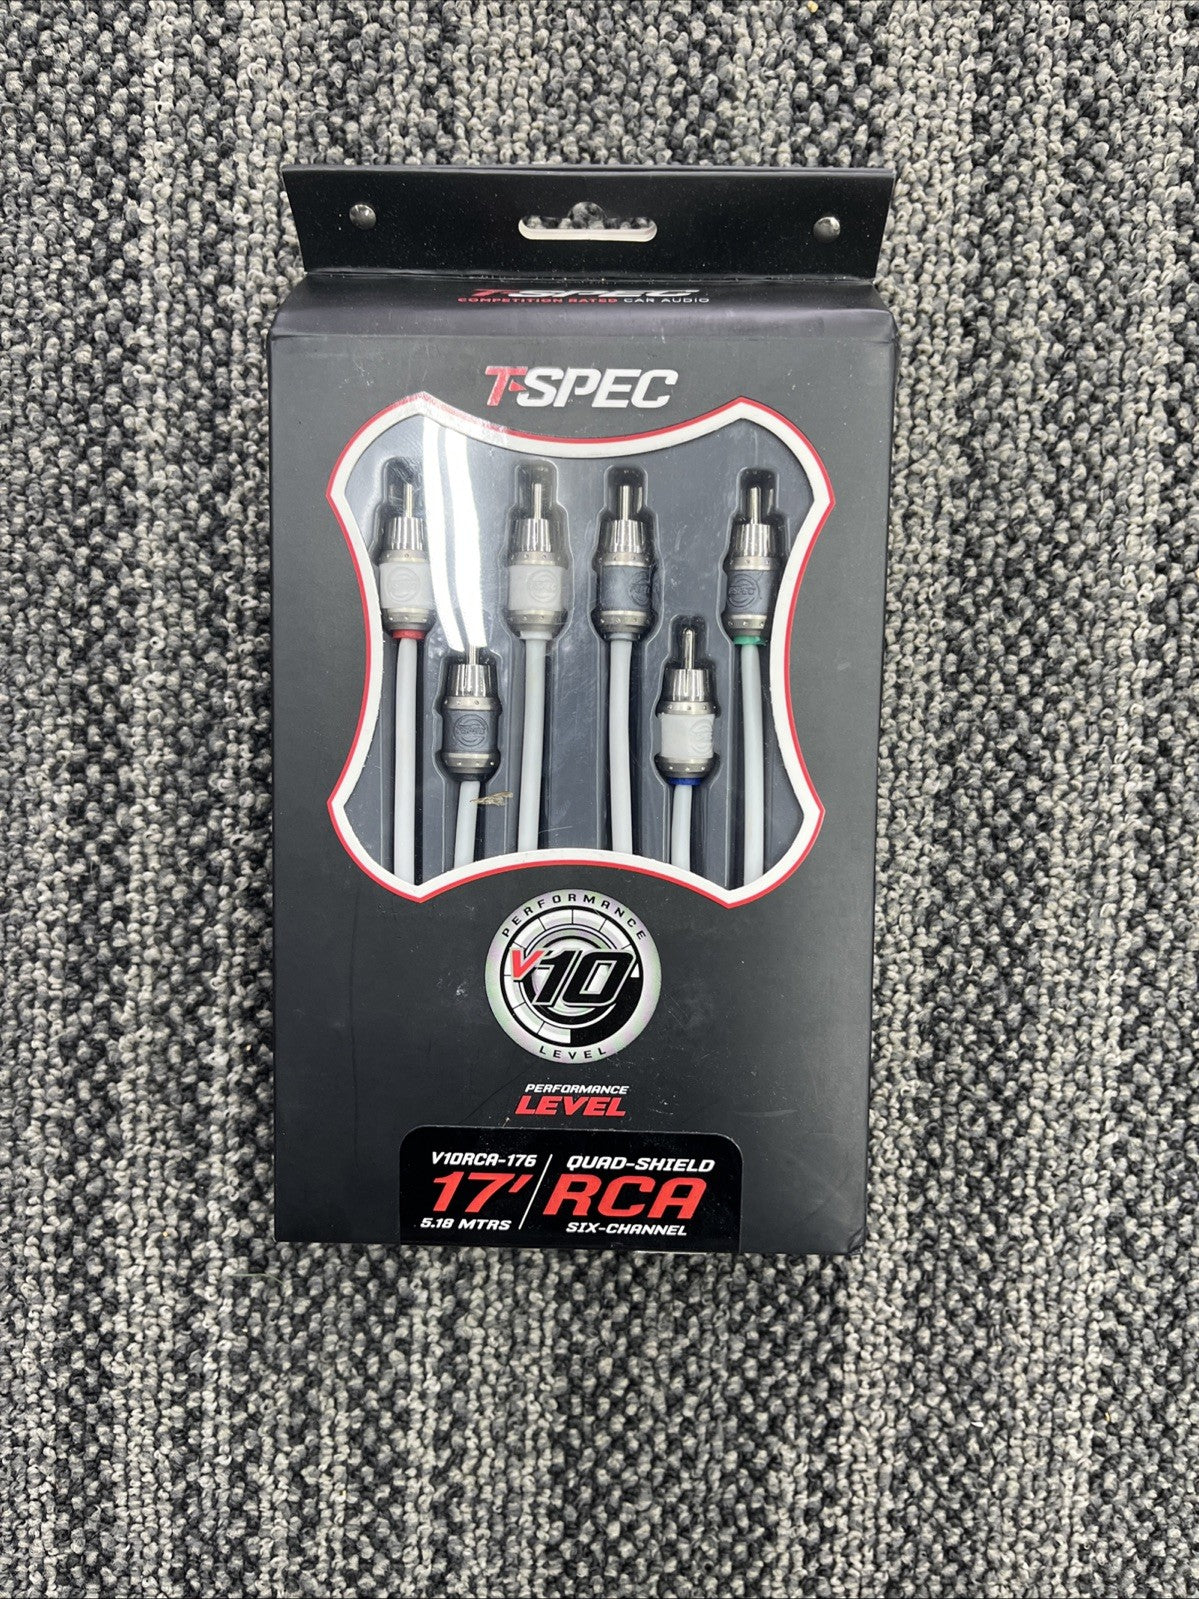 T-SPEC
COMPETITION RATED CAR AUDIO
T-SPEC
PERFORMANCE
V10
LEVEL
PERFORMANCE
LEVEL
V10RCA-176
17'
5.18 MTRS
QUAD-SHIELD
RCA
SIX-CHANNEL